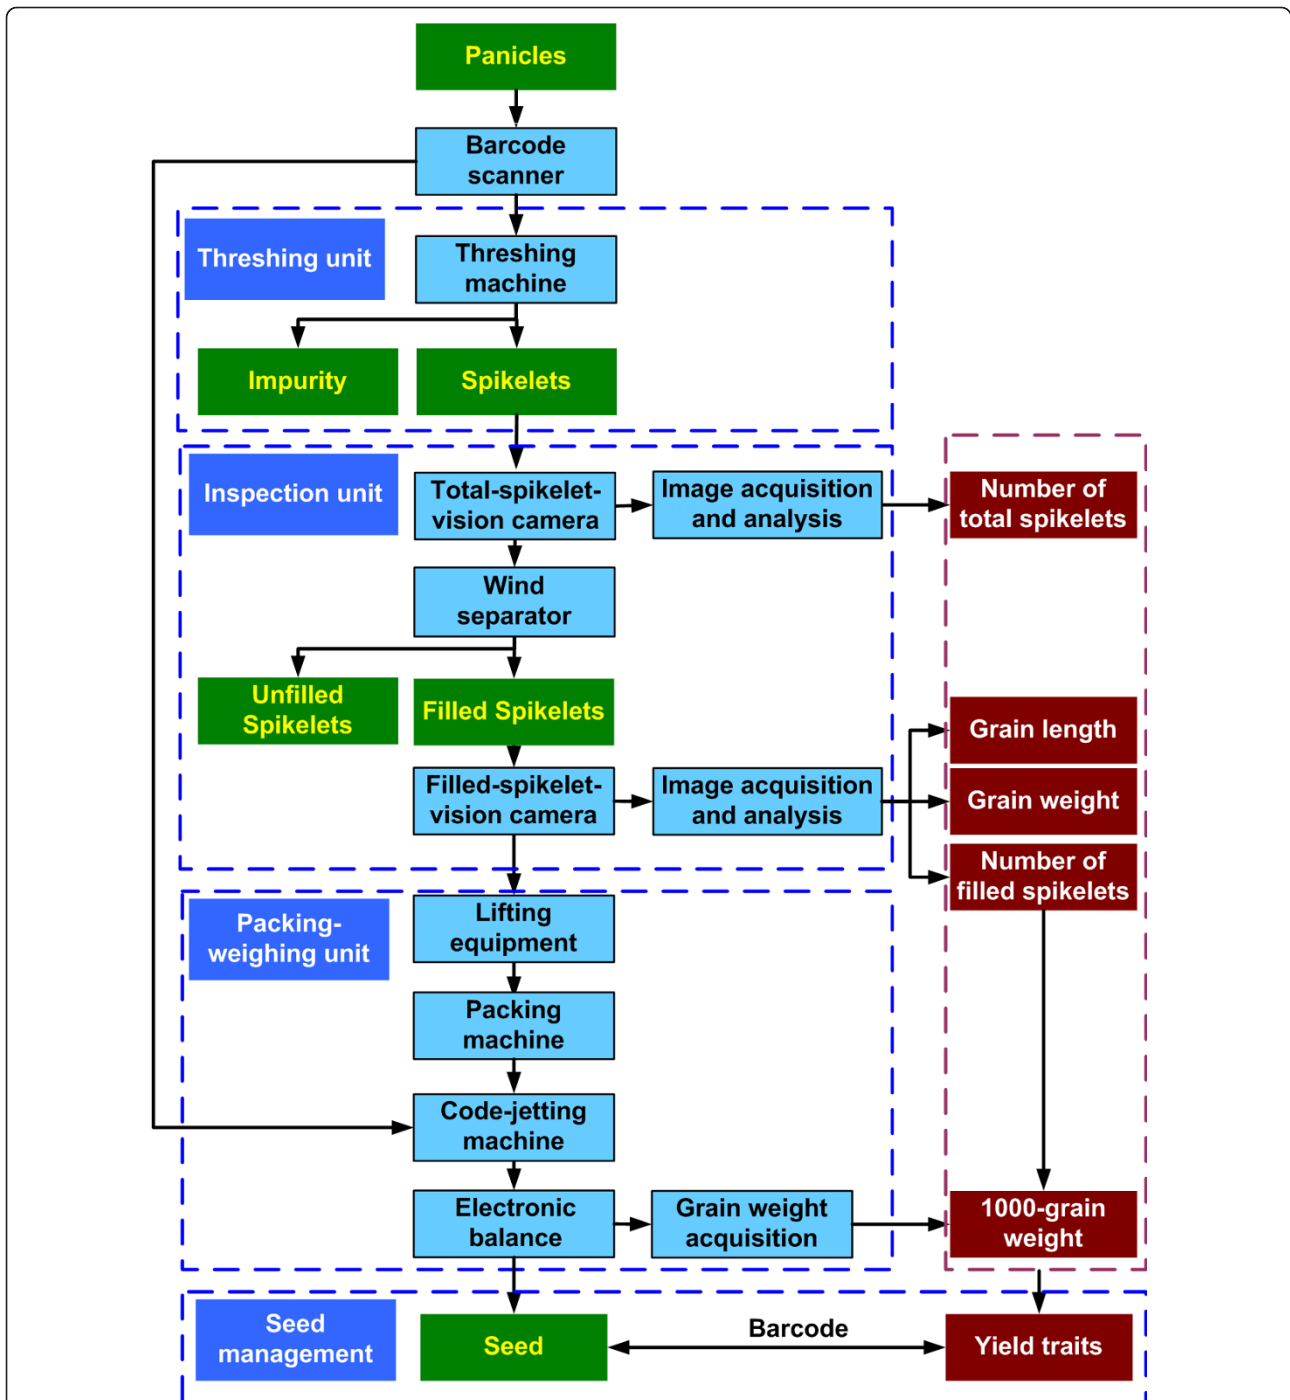 Panicles
Barcode
scanner
Threshing unit
Threshing
machine
Impurity
Spikelets
Inspection unit
Total-spikelet-
vision camera
Image acquisition
and analysis
Number of
total spikelets
Wind
separator
Unfilled
Spikelets
Filled Spikelets
Grain length
Filled-spikelet-
vision camera
Image acquisition
and analysis
Grain weight
Number of
filled spikelets
Packing-
weighing unit
Lifting
equipment
Packing
machine
Code-jetting
machine
Electronic
balance
Grain weight
acquisition
1000-grain
weight
Seed
management
Seed
Barcode
Yield traits